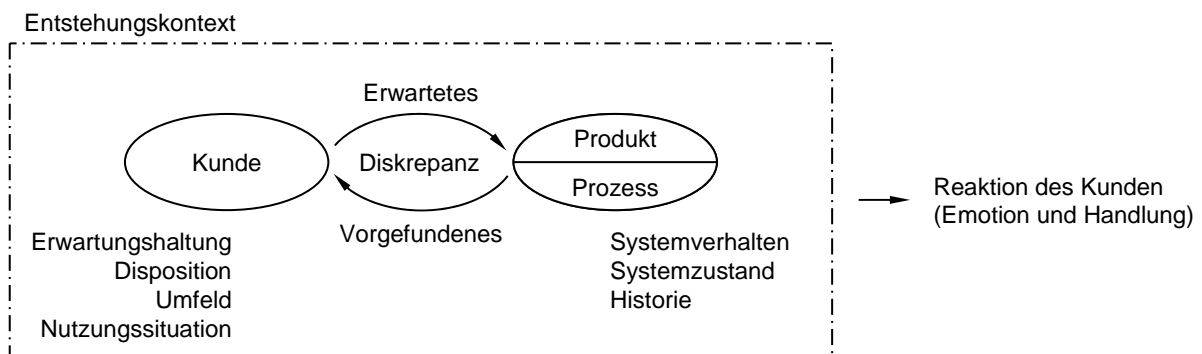 Entstehungskontext
Erwartetes
Kunde
Diskrepanz
Produkt
Prozess
Vorgefundenes
Erwartungshaltung
Disposition
Umfeld
Nutzungssituation
Systemverhalten
Systemzustand
Historie
Reaktion des Kunden
(Emotion und Handlung)